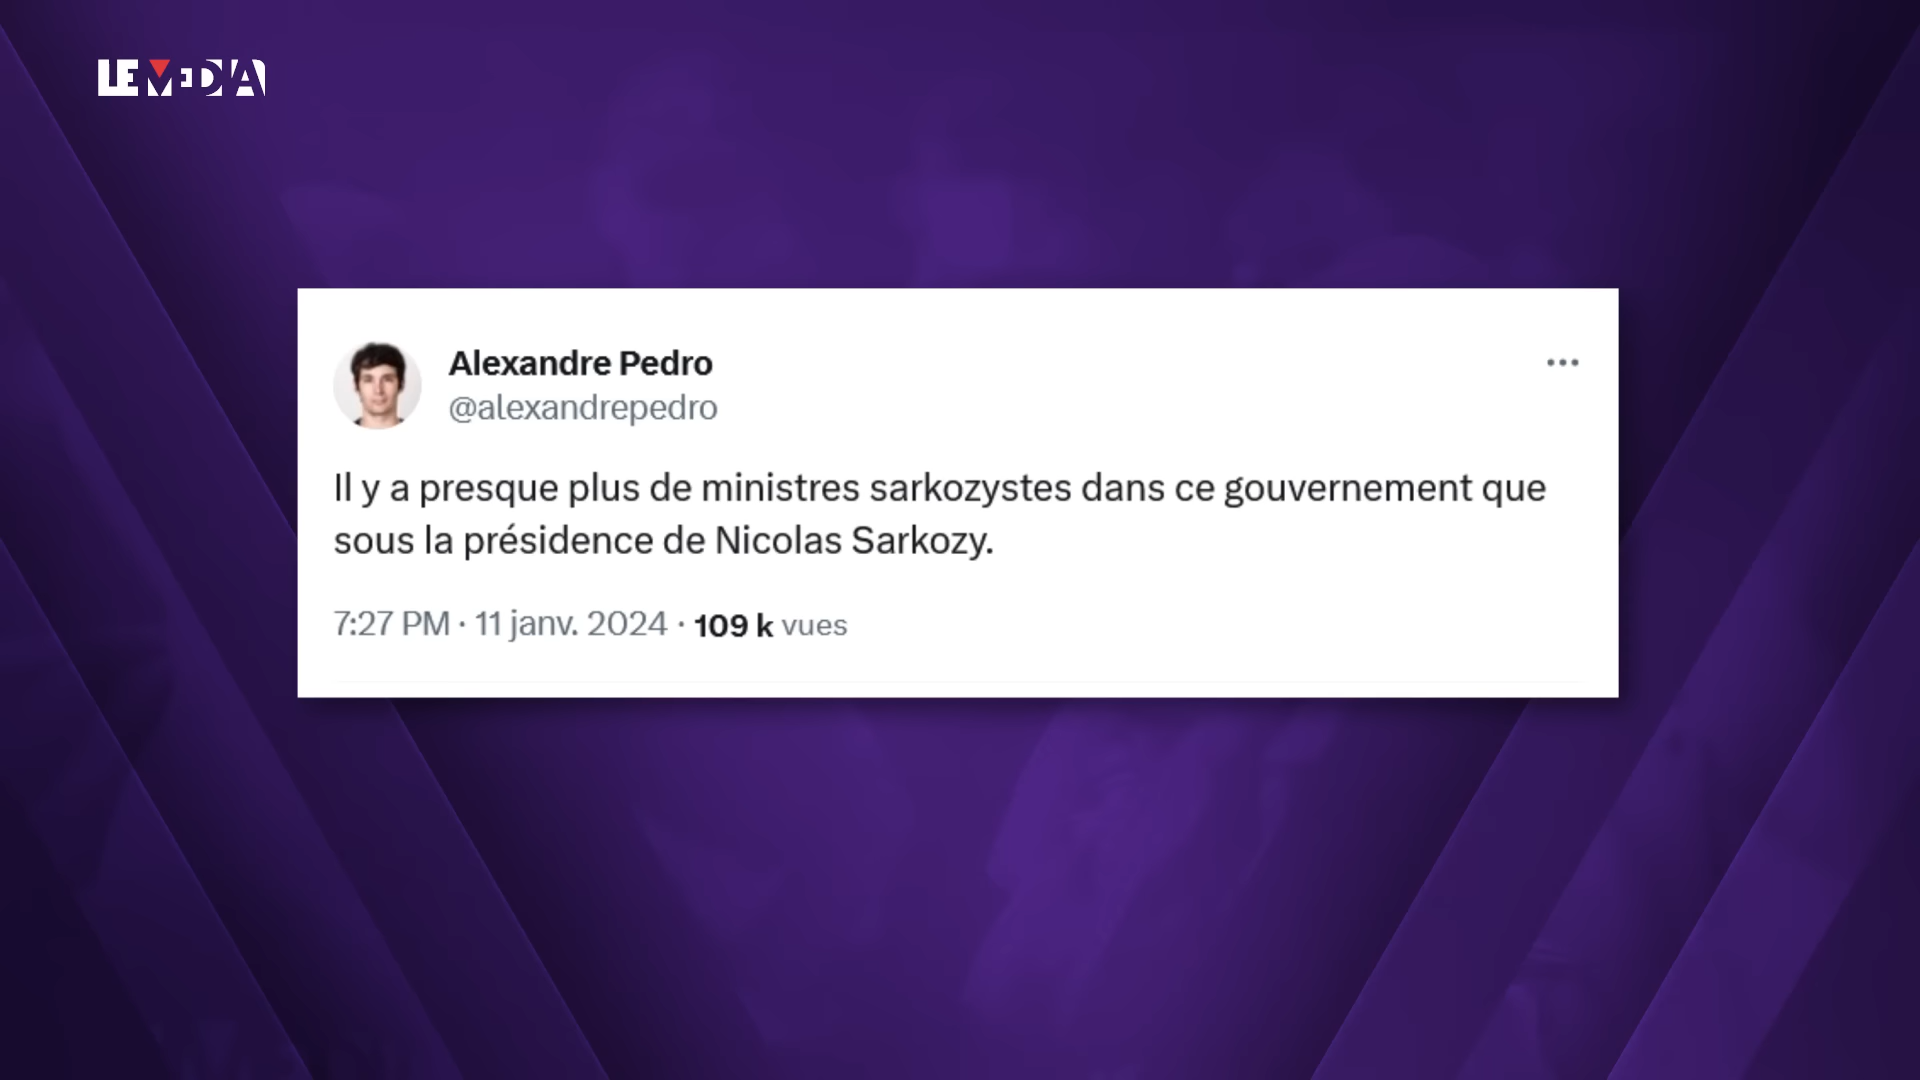 LE MEDIA
Alexandre Pedro
@alexandrepedro
Il y a presque plus de ministres sarkozystes dans ce gouvernement que
sous la présidence de Nicolas Sarkozy.
7:27 PM · 11 janv. 2024 · 109 k vues